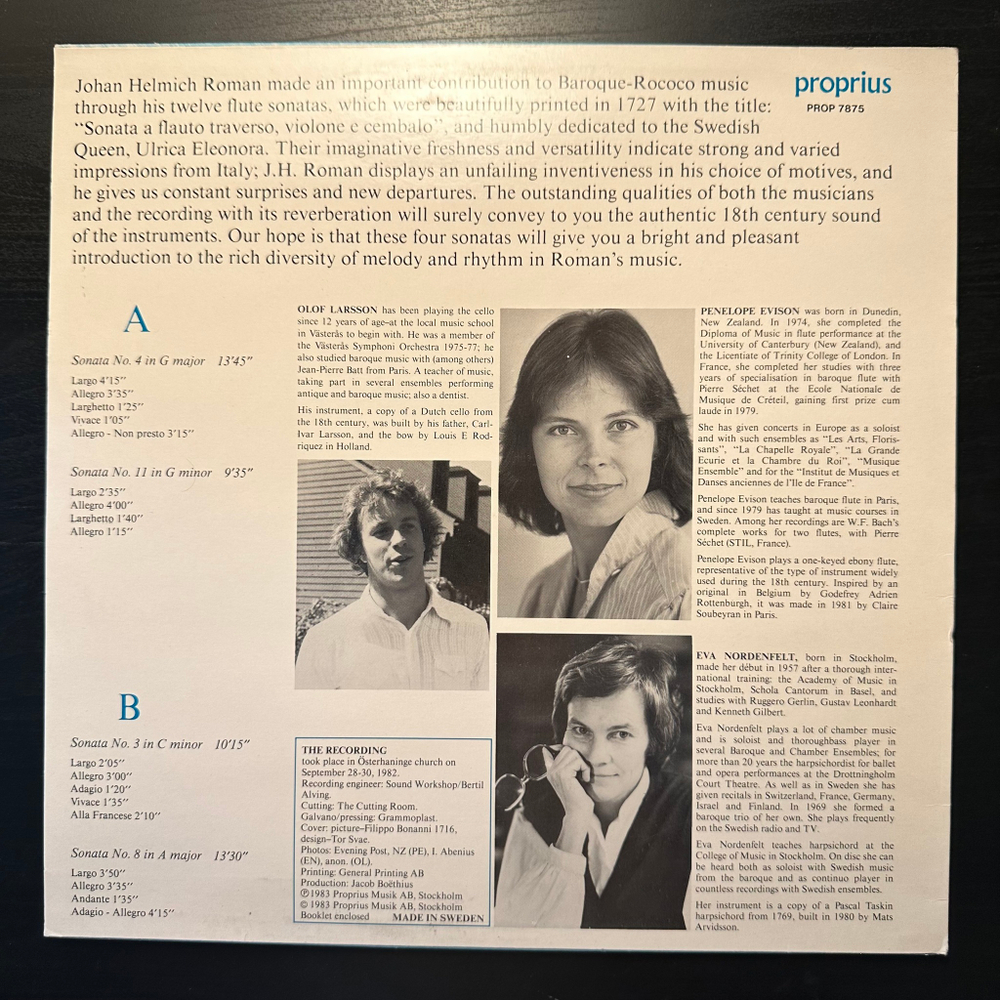 Johan Helmich Roman made an important contribution to Baroque-Rococo music
through his twelve flute sonatas, which were beautifully printed in 1727 with the title:
“Sonata a flauto traverso, violone e cembalo”, and humbly dedicated to the Swedish
Queen, Ulrica Eleonora. Their imaginative freshness and versatility indicate strong and varied
impressions from Italy; J.H. Roman displays an unfailing inventiveness in his choice of motives, and
he gives us constant surprises and new departures. The outstanding qualities of both the musicians
and the recording with its reverberation will surely convey to you the authentic 18th century sound
of the instruments. Our hope is that these four sonatas will give you a bright and pleasant
introduction to the rich diversity of melody and rhythm in Roman’s music.
proprius
PROP 7875
A
Sonata No. 4 in G major 13’45”
Largo 4’15”
Allegro 3’35”
Larghetto 1’25”
Vivace 1’05”
Allegro - Non presto 3’15”
Sonata No. 11 in G minor 9’35”
Largo 2’35”
Allegro 4’00”
Larghetto 1’40”
Allegro 1’15”
B
Sonata No. 3 in C minor 10’15”
Largo 2’05”
Allegro 3’00”
Adagio 1’20”
Vivace 1’35”
Alla Francese 2’10”
Sonata No. 8 in A major 13’30”
Largo 3’50”
Allegro 3’35”
Andante 1’35”
Adagio - Allegro 4’15”
OLOF LARSSON has been playing the cello
since 12 years of age–at the local music school
in Västerås to begin with. He was a member of
the Västerås Symphoni Orchestra 1975-77; he
also studied baroque music with (among others)
Jean-Pierre Batt from Paris. A teacher of music,
taking part in several ensembles performing
antique and baroque music; also a dentist.
His instrument, a copy of a Dutch cello from
the 18th century, was built by his father, Carl-
Ivar Larsson, and the bow by Louis E Rod-
riquez in Holland.
THE RECORDING
took place in Österhaninge church on
September 28-30, 1982.
Recording engineer: Sound Workshop/Bertil
Alving.
Cutting: The Cutting Room.
Galvano/pressing: Grammoplast.
Cover: picture–Filippo Bonanni 1716,
design–Tor Svae.
Photos: Evening Post, NZ (PE), I. Abenius
(EN), anon. (OL).
Printing: General Printing AB
Production: Jacob Boëthius
℗1983 Proprius Musik AB, Stockholm
© 1983 Proprius Musik AB, Stockholm
Booklet enclosed MADE IN SWEDEN
PENELOPE EVISON was born in Dunedin,
New Zealand. In 1974, she completed the
Diploma of Music in flute performance at the
University of Canterbury (New Zealand), and
the Licentiate of Trinity College of London. In
France, she completed her studies with three
years of specialisation in baroque flute with
Pierre Séchet at the Ecole Nationale de
Musique de Créteil, gaining first prize cum
laude in 1979.
She has given concerts in Europe as a soloist
and with such ensembles as “Les Arts, Floris-
sants”, “La Chapelle Royale”, “La Grande
Ecurie et la Chambre du Roi”, “Musique
Ensemble” and for the “Institut de Musiques et
Danses anciennes de l’Ile de France”.
Penelope Evison teaches baroque flute in Paris,
and since 1979 has taught at music courses in
Sweden. Among her recordings are W.F. Bach’s
complete works for two flutes, with Pierre
Séchet (STIL, France).
Penelope Evison plays a one-keyed ebony flute,
representative of the type of instrument widely
used during the 18th century. Inspired by an
original in Belgium by Godefrey Adrien
Rottenburgh, it was made in 1981 by Claire
Soubeyran in Paris.
EVA NORDENFELT, born in Stockholm,
made her début in 1957 after a thorough inter-
national training: the Academy of Music in
Stockholm, Schola Cantorum in Basel, and
studies with Ruggero Gerlin, Gustav Leonhardt
and Kenneth Gilbert.
Eva Nordenfelt plays a lot of chamber music
and is soloist and thoroughbass player in
several Baroque and Chamber Ensembles; for
more than 20 years the harpsichordist for ballet
and opera performances at the Drottningholm
Court Theatre. As well as in Sweden she has
given recitals in Switzerland, France, Germany,
Israel and Finland. In 1969 she formed a
baroque trio of her own. She plays frequently
on the Swedish radio and TV.
Eva Nordenfelt teaches harpsichord at the
College of Music in Stockholm. On disc she can
be heard both as soloist with Swedish music
from the baroque and as continuo player in
countless recordings with Swedish ensembles.
Her instrument is a copy of a Pascal Taskin
harpsichord from 1769, built in 1980 by Mats
Arvidsson.